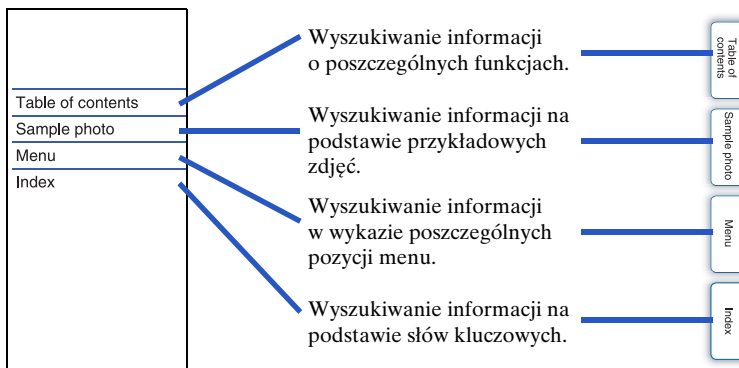 Table of contents
Sample photo
Menu
Index
Wyszukiwanie informacji
o poszczególnych funkcjach.
Wyszukiwanie informacji na
podstawie przykładowych
zdjęć.
Wyszukiwanie informacji
w wykazie poszczególnych
pozycji menu.
Wyszukiwanie informacji na
podstawie słów kluczowych.
Table of
contents
Sample photo
Menu
Index